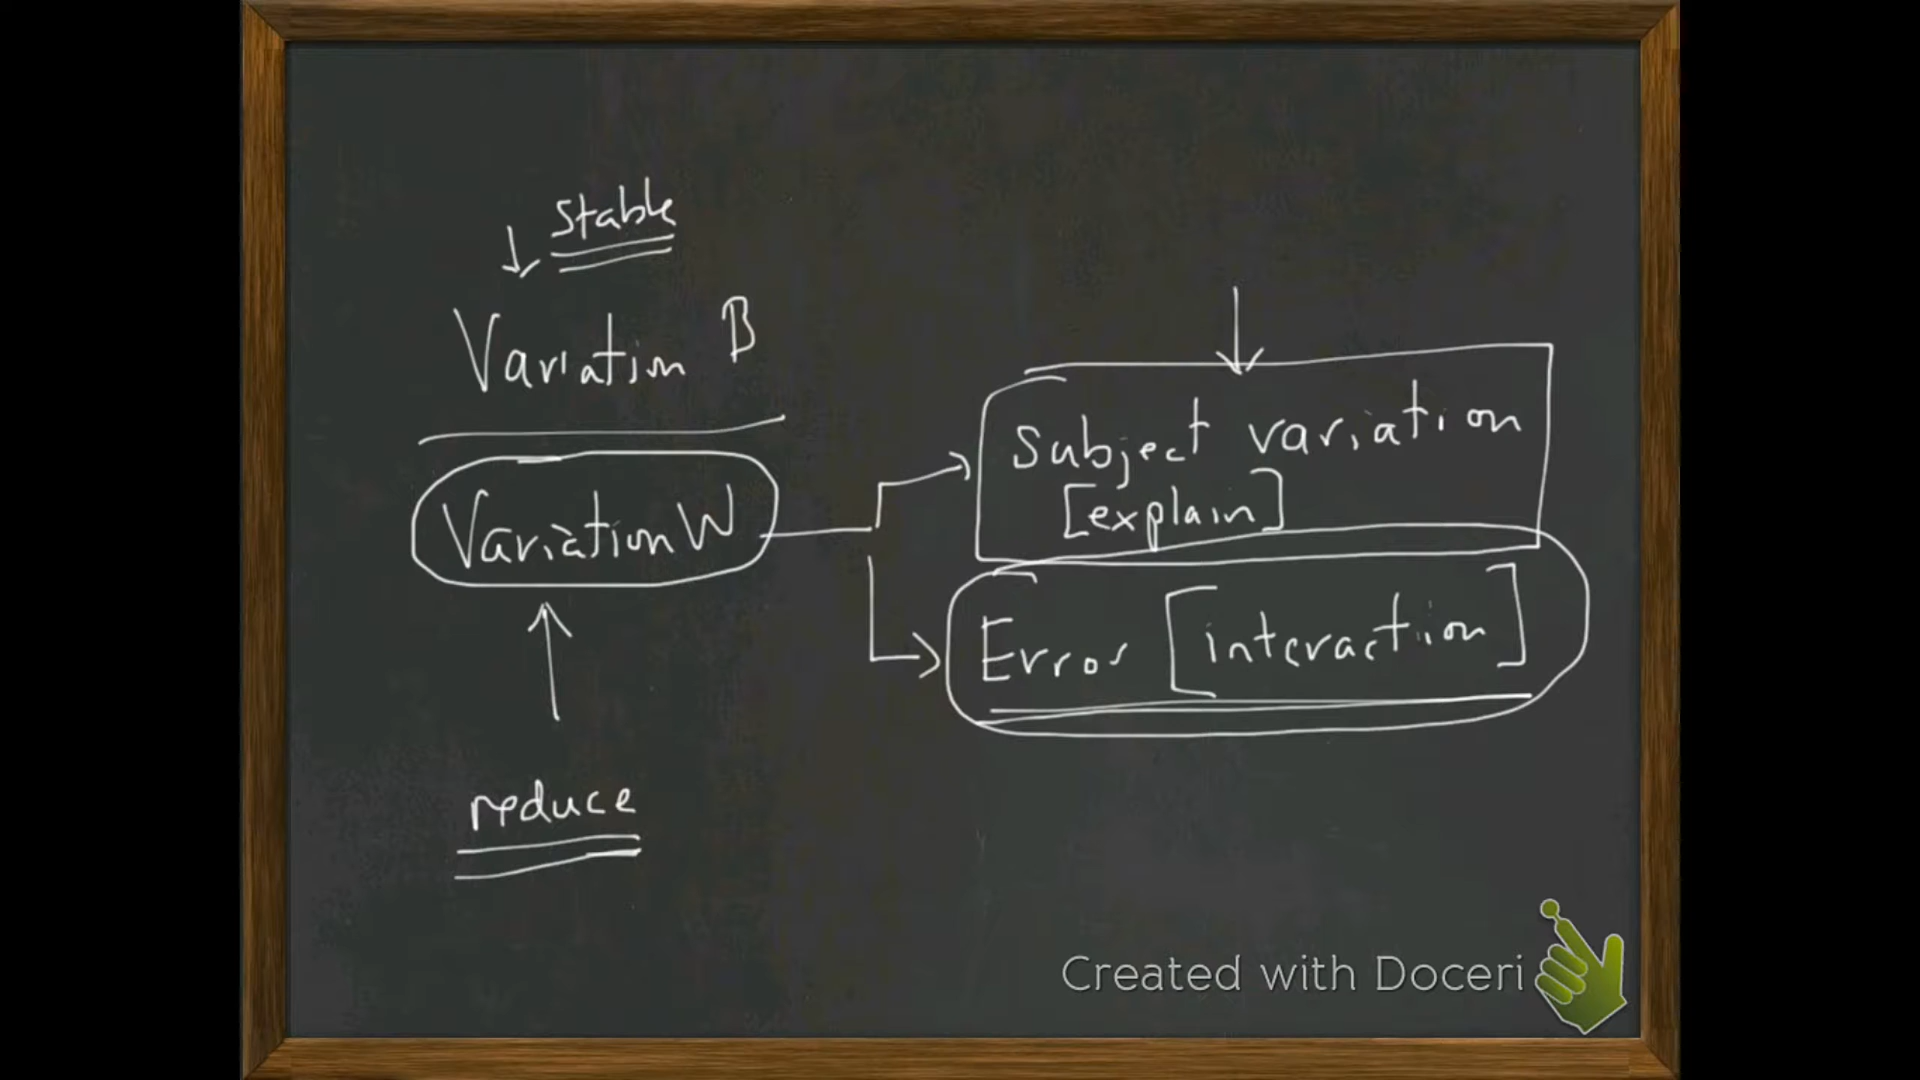 Stable
Variation B
Variation W
reduce
Subject variation
[explain]
Error [interaction]
Created with Doceri